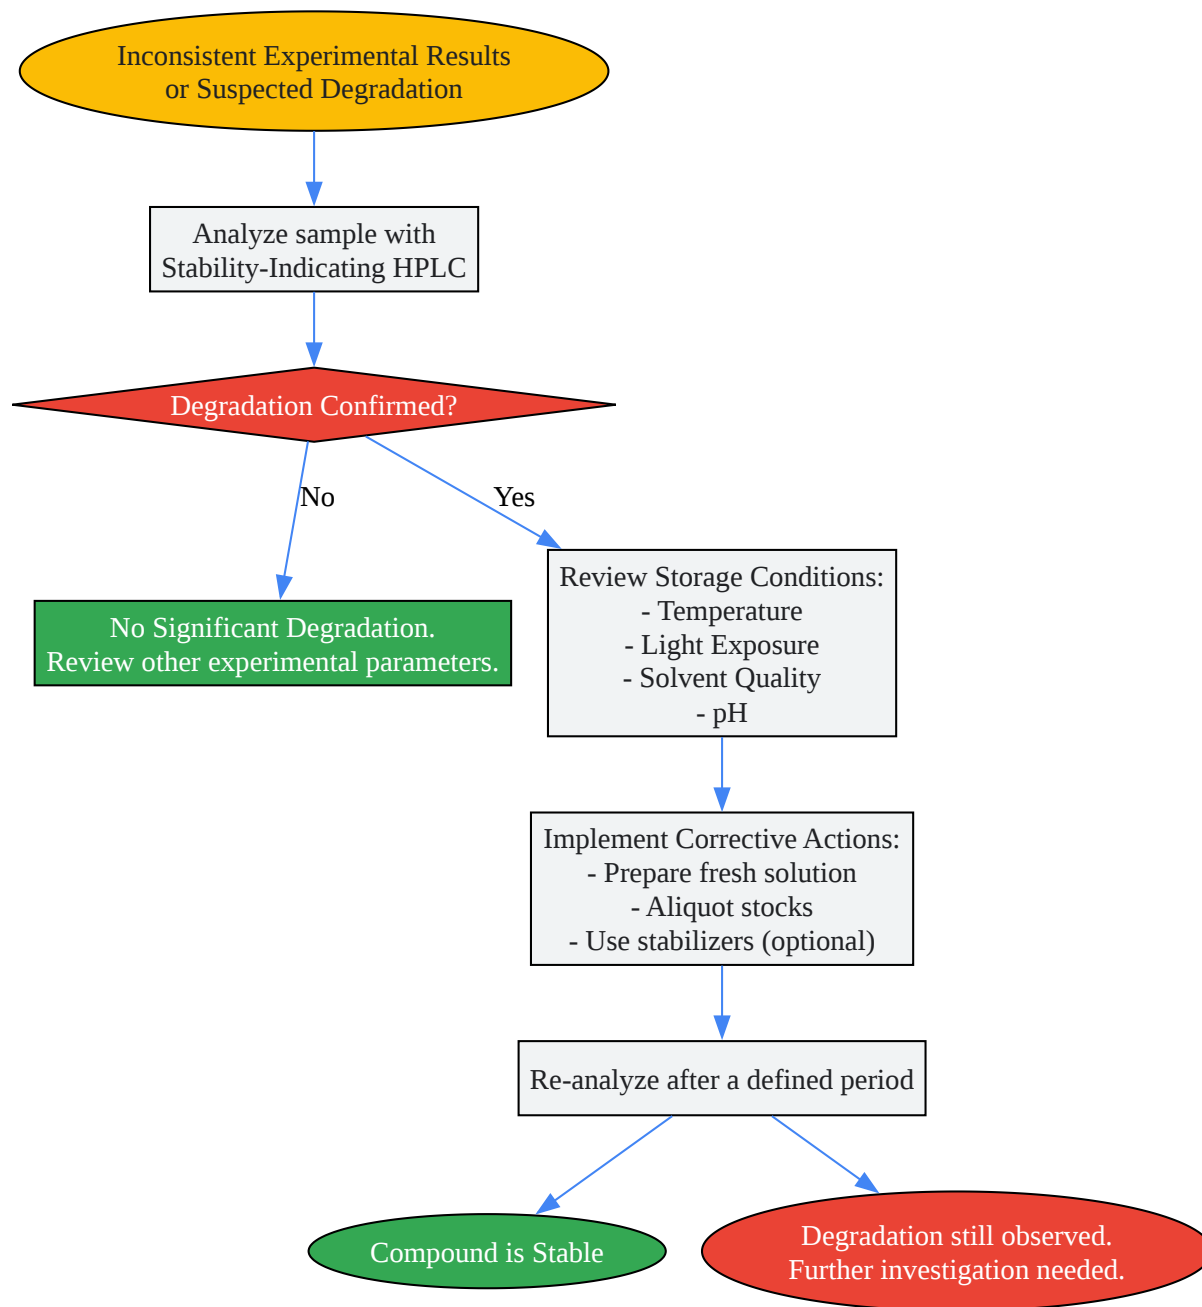 Inconsistent Experimental Results
or Suspected Degradation
Analyze sample with
Stability-Indicating HPLC
Degradation Confirmed?
No
Yes
No Significant Degradation.
Review other experimental parameters.
Review Storage Conditions:
- Temperature
- Light Exposure
- Solvent Quality
- pH
Implement Corrective Actions:
- Prepare fresh solution
- Aliquot stocks
- Use stabilizers (optional)
Re-analyze after a defined period
Compound is Stable
Degradation still observed.
Further investigation needed.